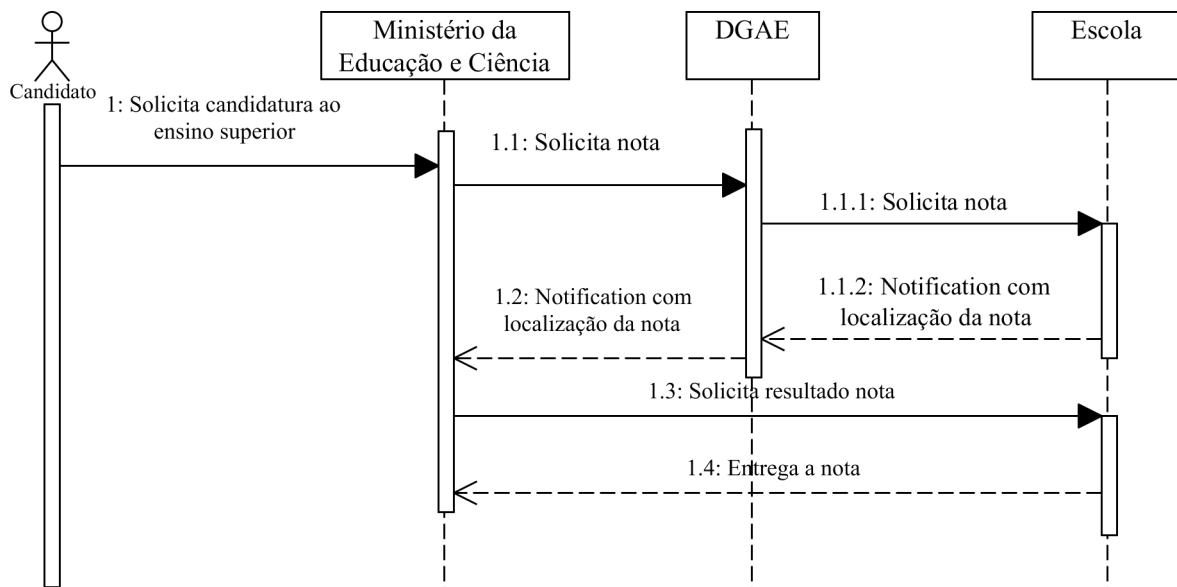 Ministério da
Educação e Ciência
DGAE
Escola
Candidato
1: Solicita candidatura ao
ensino superior
1.1: Solicita nota
1.1.1: Solicita nota
1.1.2: Notification com
localização da nota
1.2: Notification com
localização da nota
1.3: Solicita resultado nota
1.4: Entrega a nota